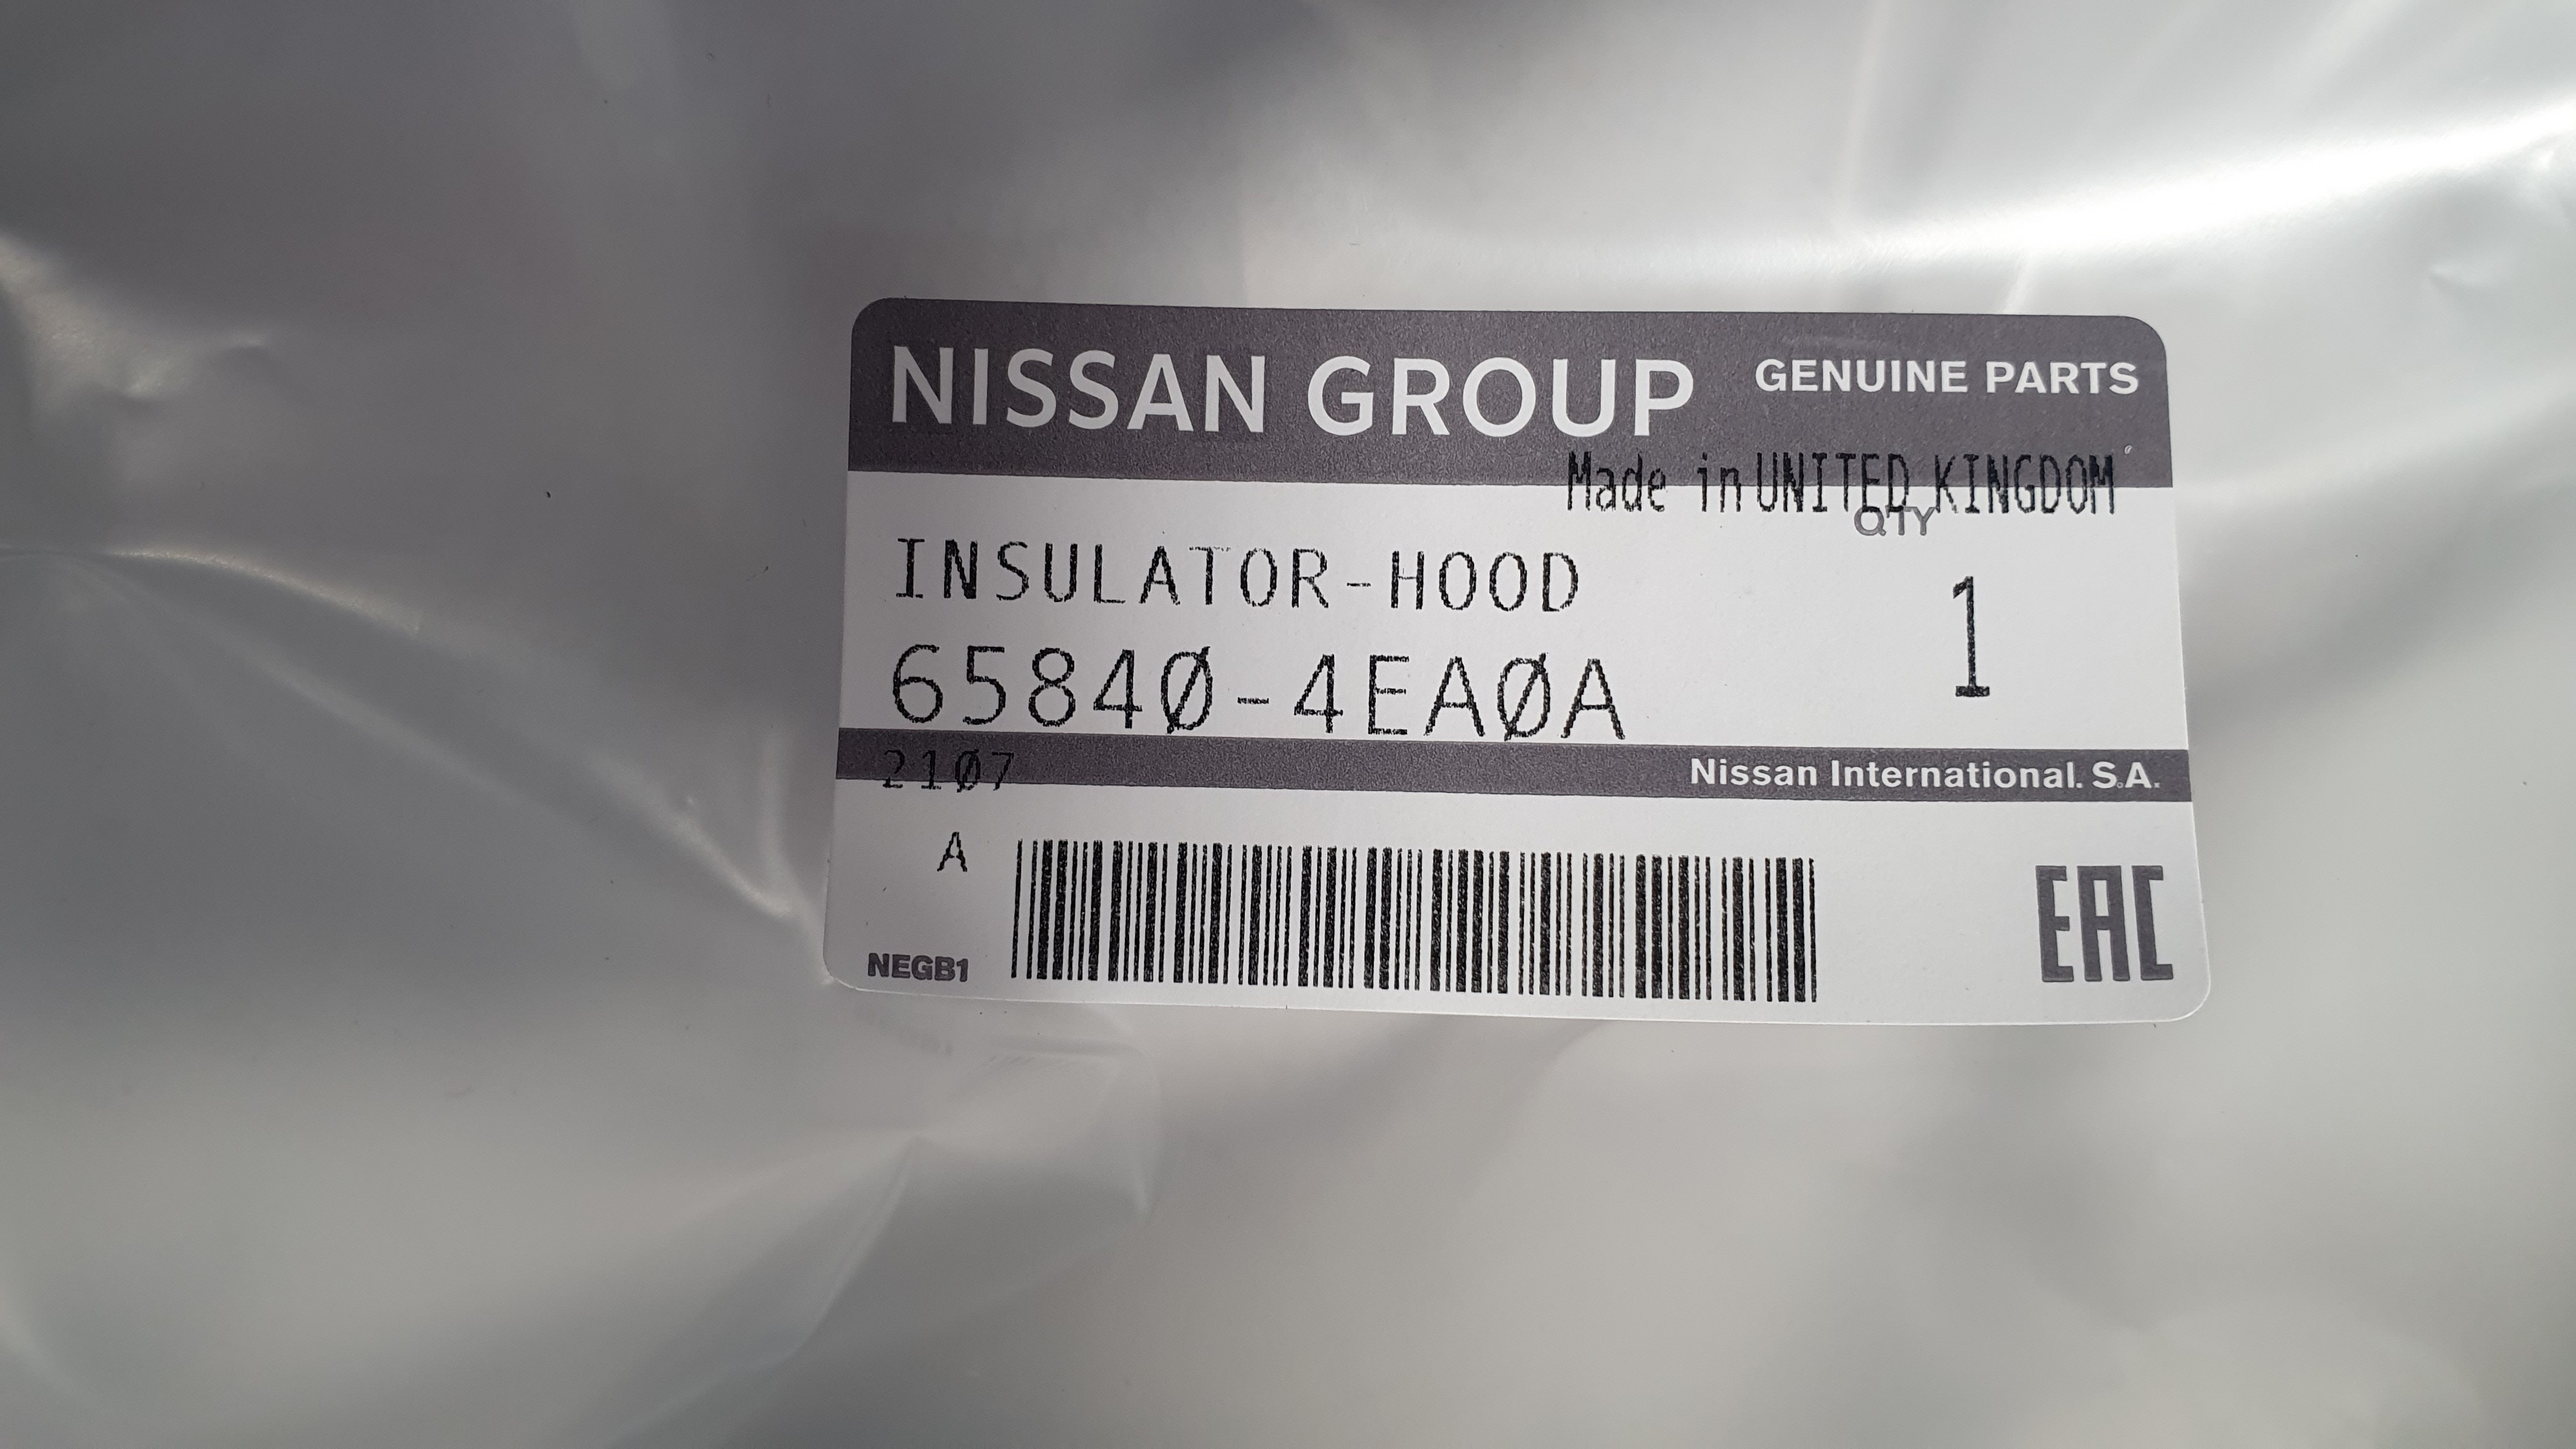 NISSAN GROUP GENUINE PARTS
Made in UNITED KINGDOM
QTY
INSULATOR-HOOD
1
65840-4EA0A
2107
Nissan International. S.A.
A
NEGB1
EAC